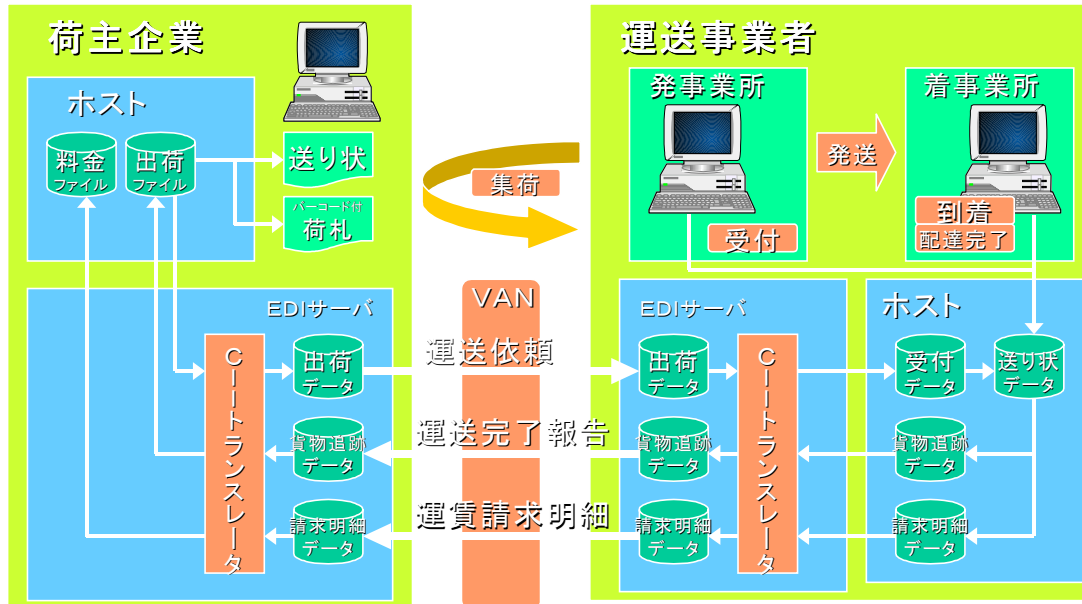 荷主企業
ホスト
料金
ファイル
出荷
ファイル
送り状
バーコード付
荷札
EDIサーバ
CIIトランスレータ
出荷
データ
貨物追跡
データ
請求明細
データ
集荷
VAN
運送依頼
運送完了報告
運賃請求明細
運送事業者
発事業所
受付
発送
着事業所
到着
配達完了
EDIサーバ
出荷
データ
貨物追跡
データ
請求明細
データ
CIIトランスレータ
ホスト
受付
データ
送り状
データ
貨物追跡
データ
請求明細
データ